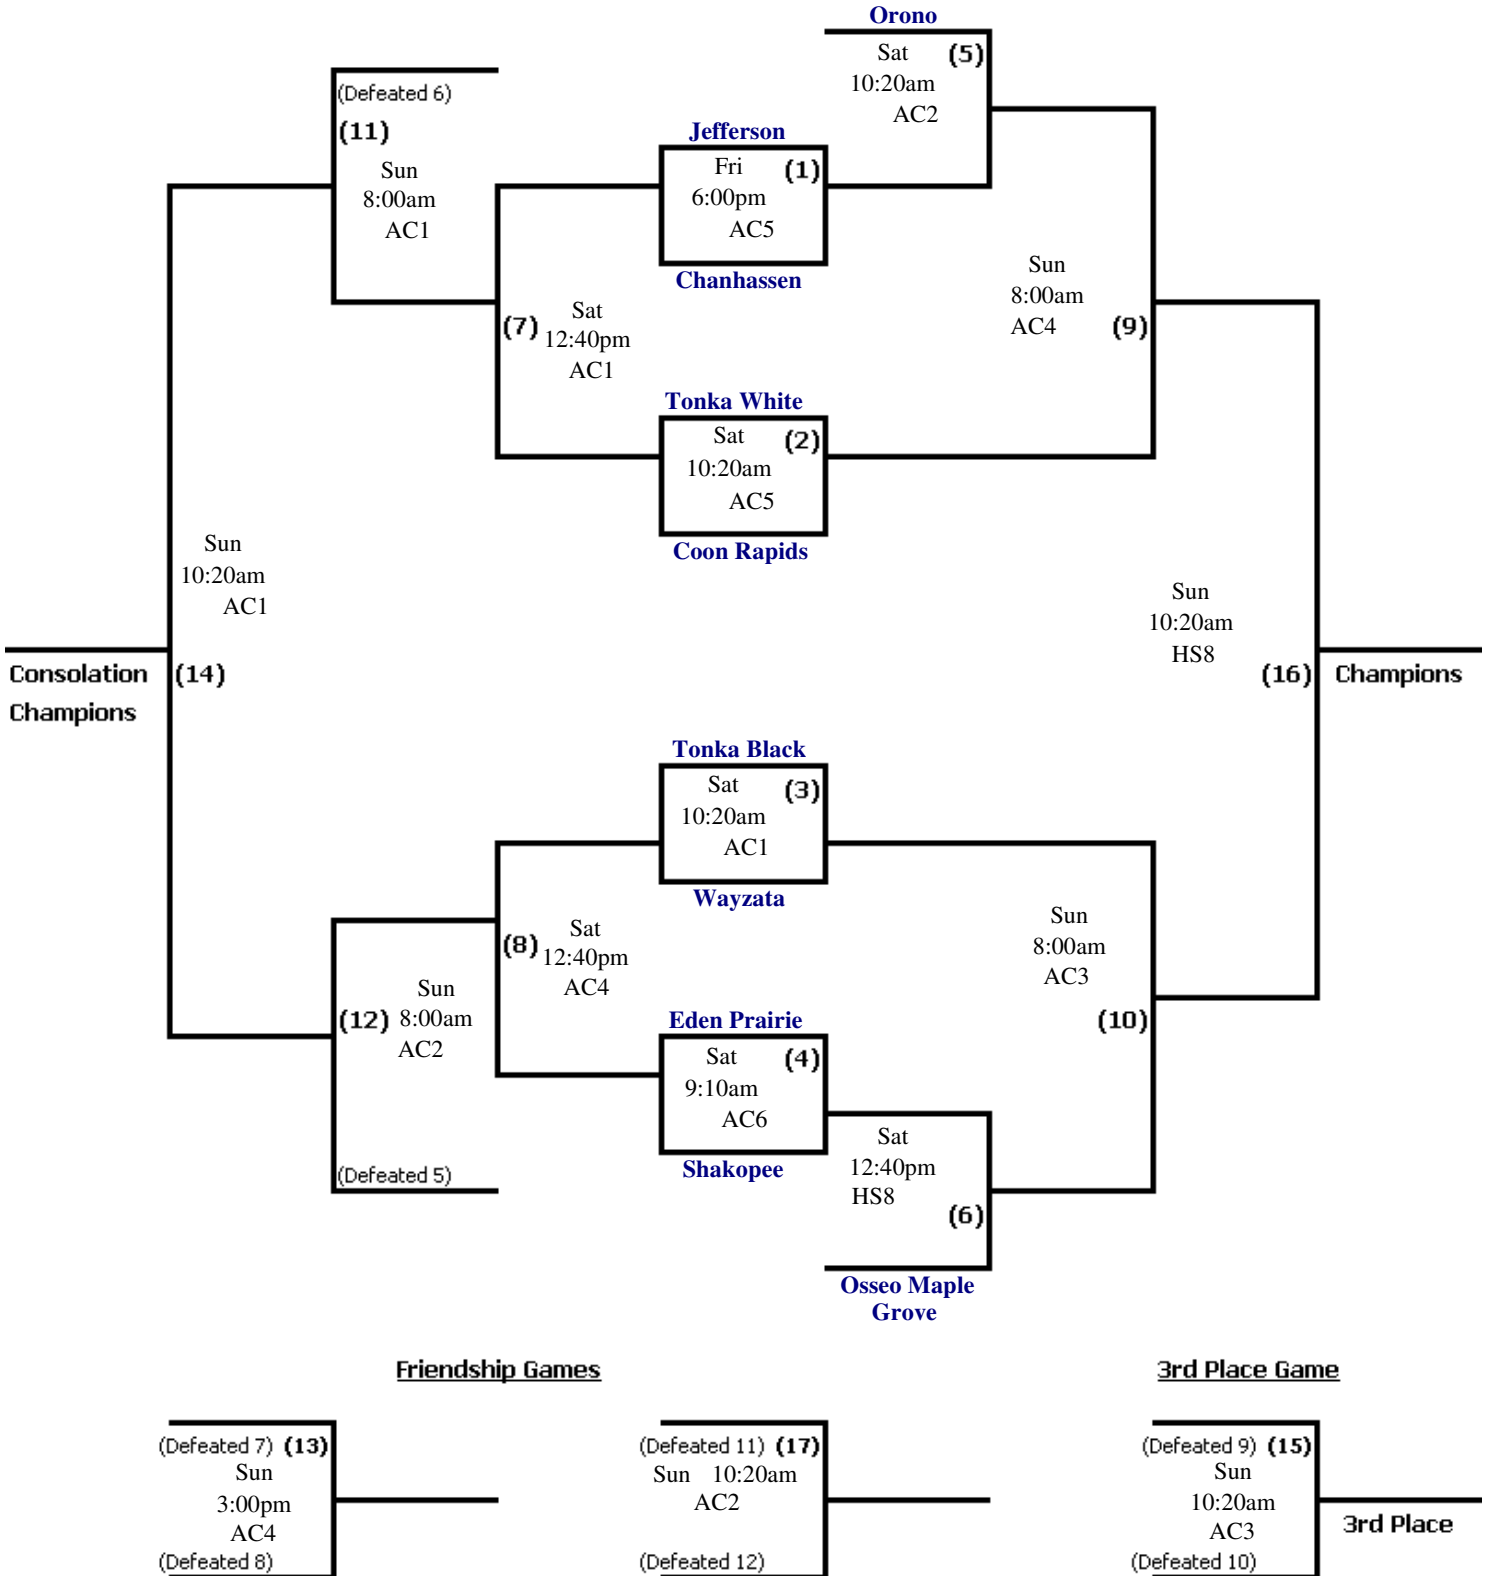 Orono
Sat (5)
10:20am
AC2
(Defeated 6)
(11)
Sun
8:00am
AC1
Jefferson
Fri (1)
6:00pm
AC5
Chanhassen
Sun
8:00am
AC4 (9)
(7) Sat
12:40pm
AC1
Tonka White
Sat (2)
10:20am
AC5
Coon Rapids
Sun
10:20am
AC1
Sun
10:20am
HS8
Consolation
Champions
(14)
(16)
Champions
Tonka Black
Sat (3)
10:20am
AC1
Wayzata
(8) Sat
12:40pm
AC4
Sun
8:00am
AC3
(10)
Sun
(12) 8:00am
AC2
Eden Prairie
Sat (4)
9:10am
AC6
Shakopee
(Defeated 5)
Sat
12:40pm
HS8
(6)
Osseo Maple
Grove
Friendship Games
3rd Place Game
(Defeated 7) (13)
Sun
3:00pm
AC4
(Defeated 8)
(Defeated 11) (17)
Sun 10:20am
AC2
(Defeated 12)
(Defeated 9) (15)
Sun
10:20am
AC3
(Defeated 10)
3rd Place